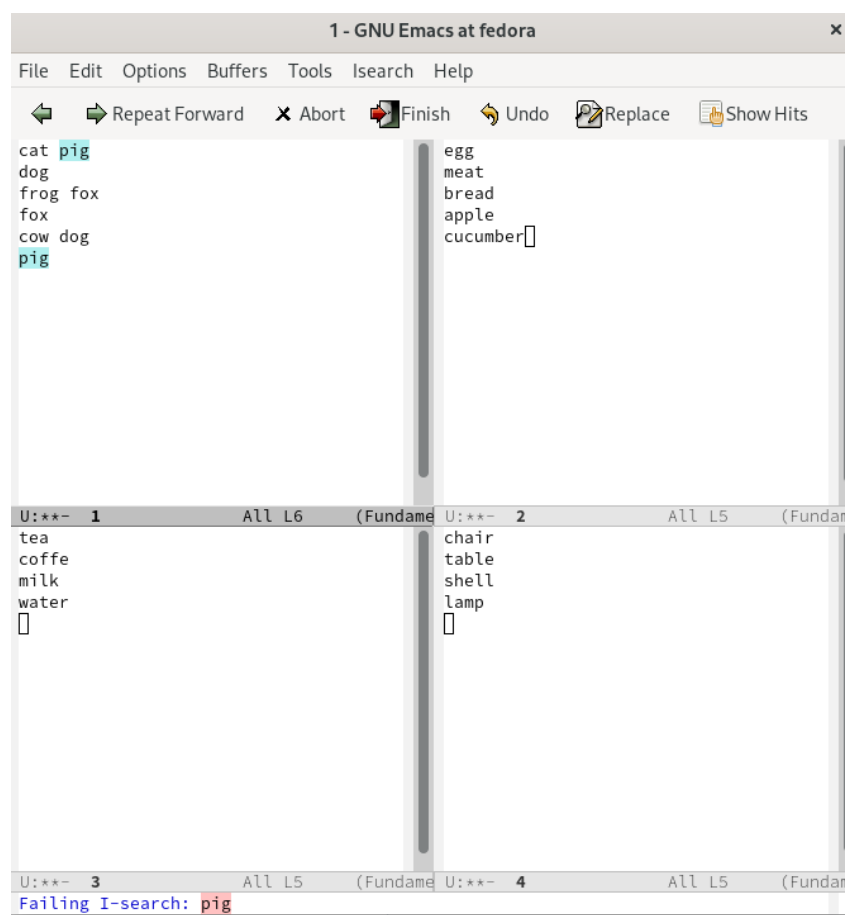 1 - GNU Emacs at fedora ×
File Edit Options Buffers Tools Isearch Help
Repeat Forward Abort Finish Undo Replace Show Hits
cat pig
dog
frog fox
fox
cow dog
pig
U:**- 1 All L6 (Fundame
egg
meat
bread
apple
cucumber
U:**- 2 All L5 (Fundam
tea
coffe
milk
water
U:**- 3 All L5 (Fundame
chair
table
shell
lamp
U:**- 4 All L5 (Fundam
Failing I-search: pig